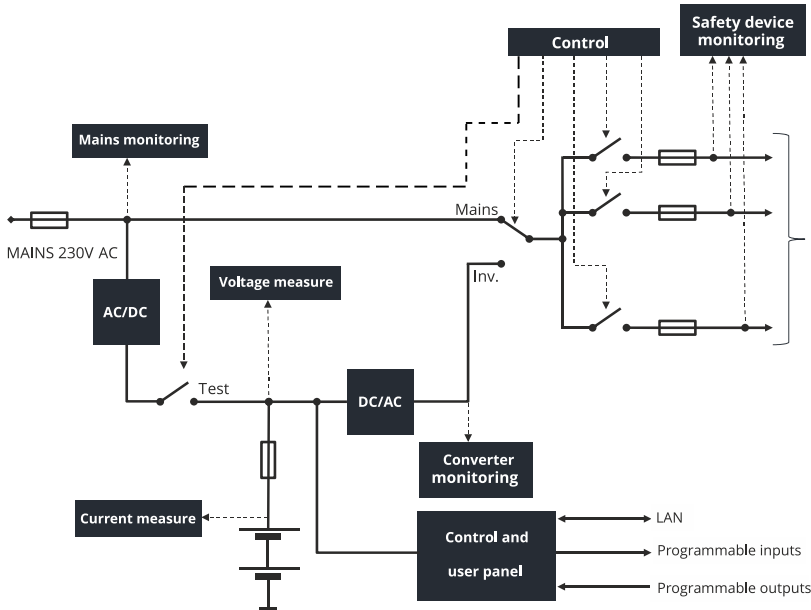 Control
Safety device
monitoring
Mains monitoring
Mains
MAINS 230V AC
Inv.
Voltage measure
AC/DC
Test
DC/AC
Converter
monitoring
Current measure
Control and
user panel
LAN
Programmable inputs
Programmable outputs